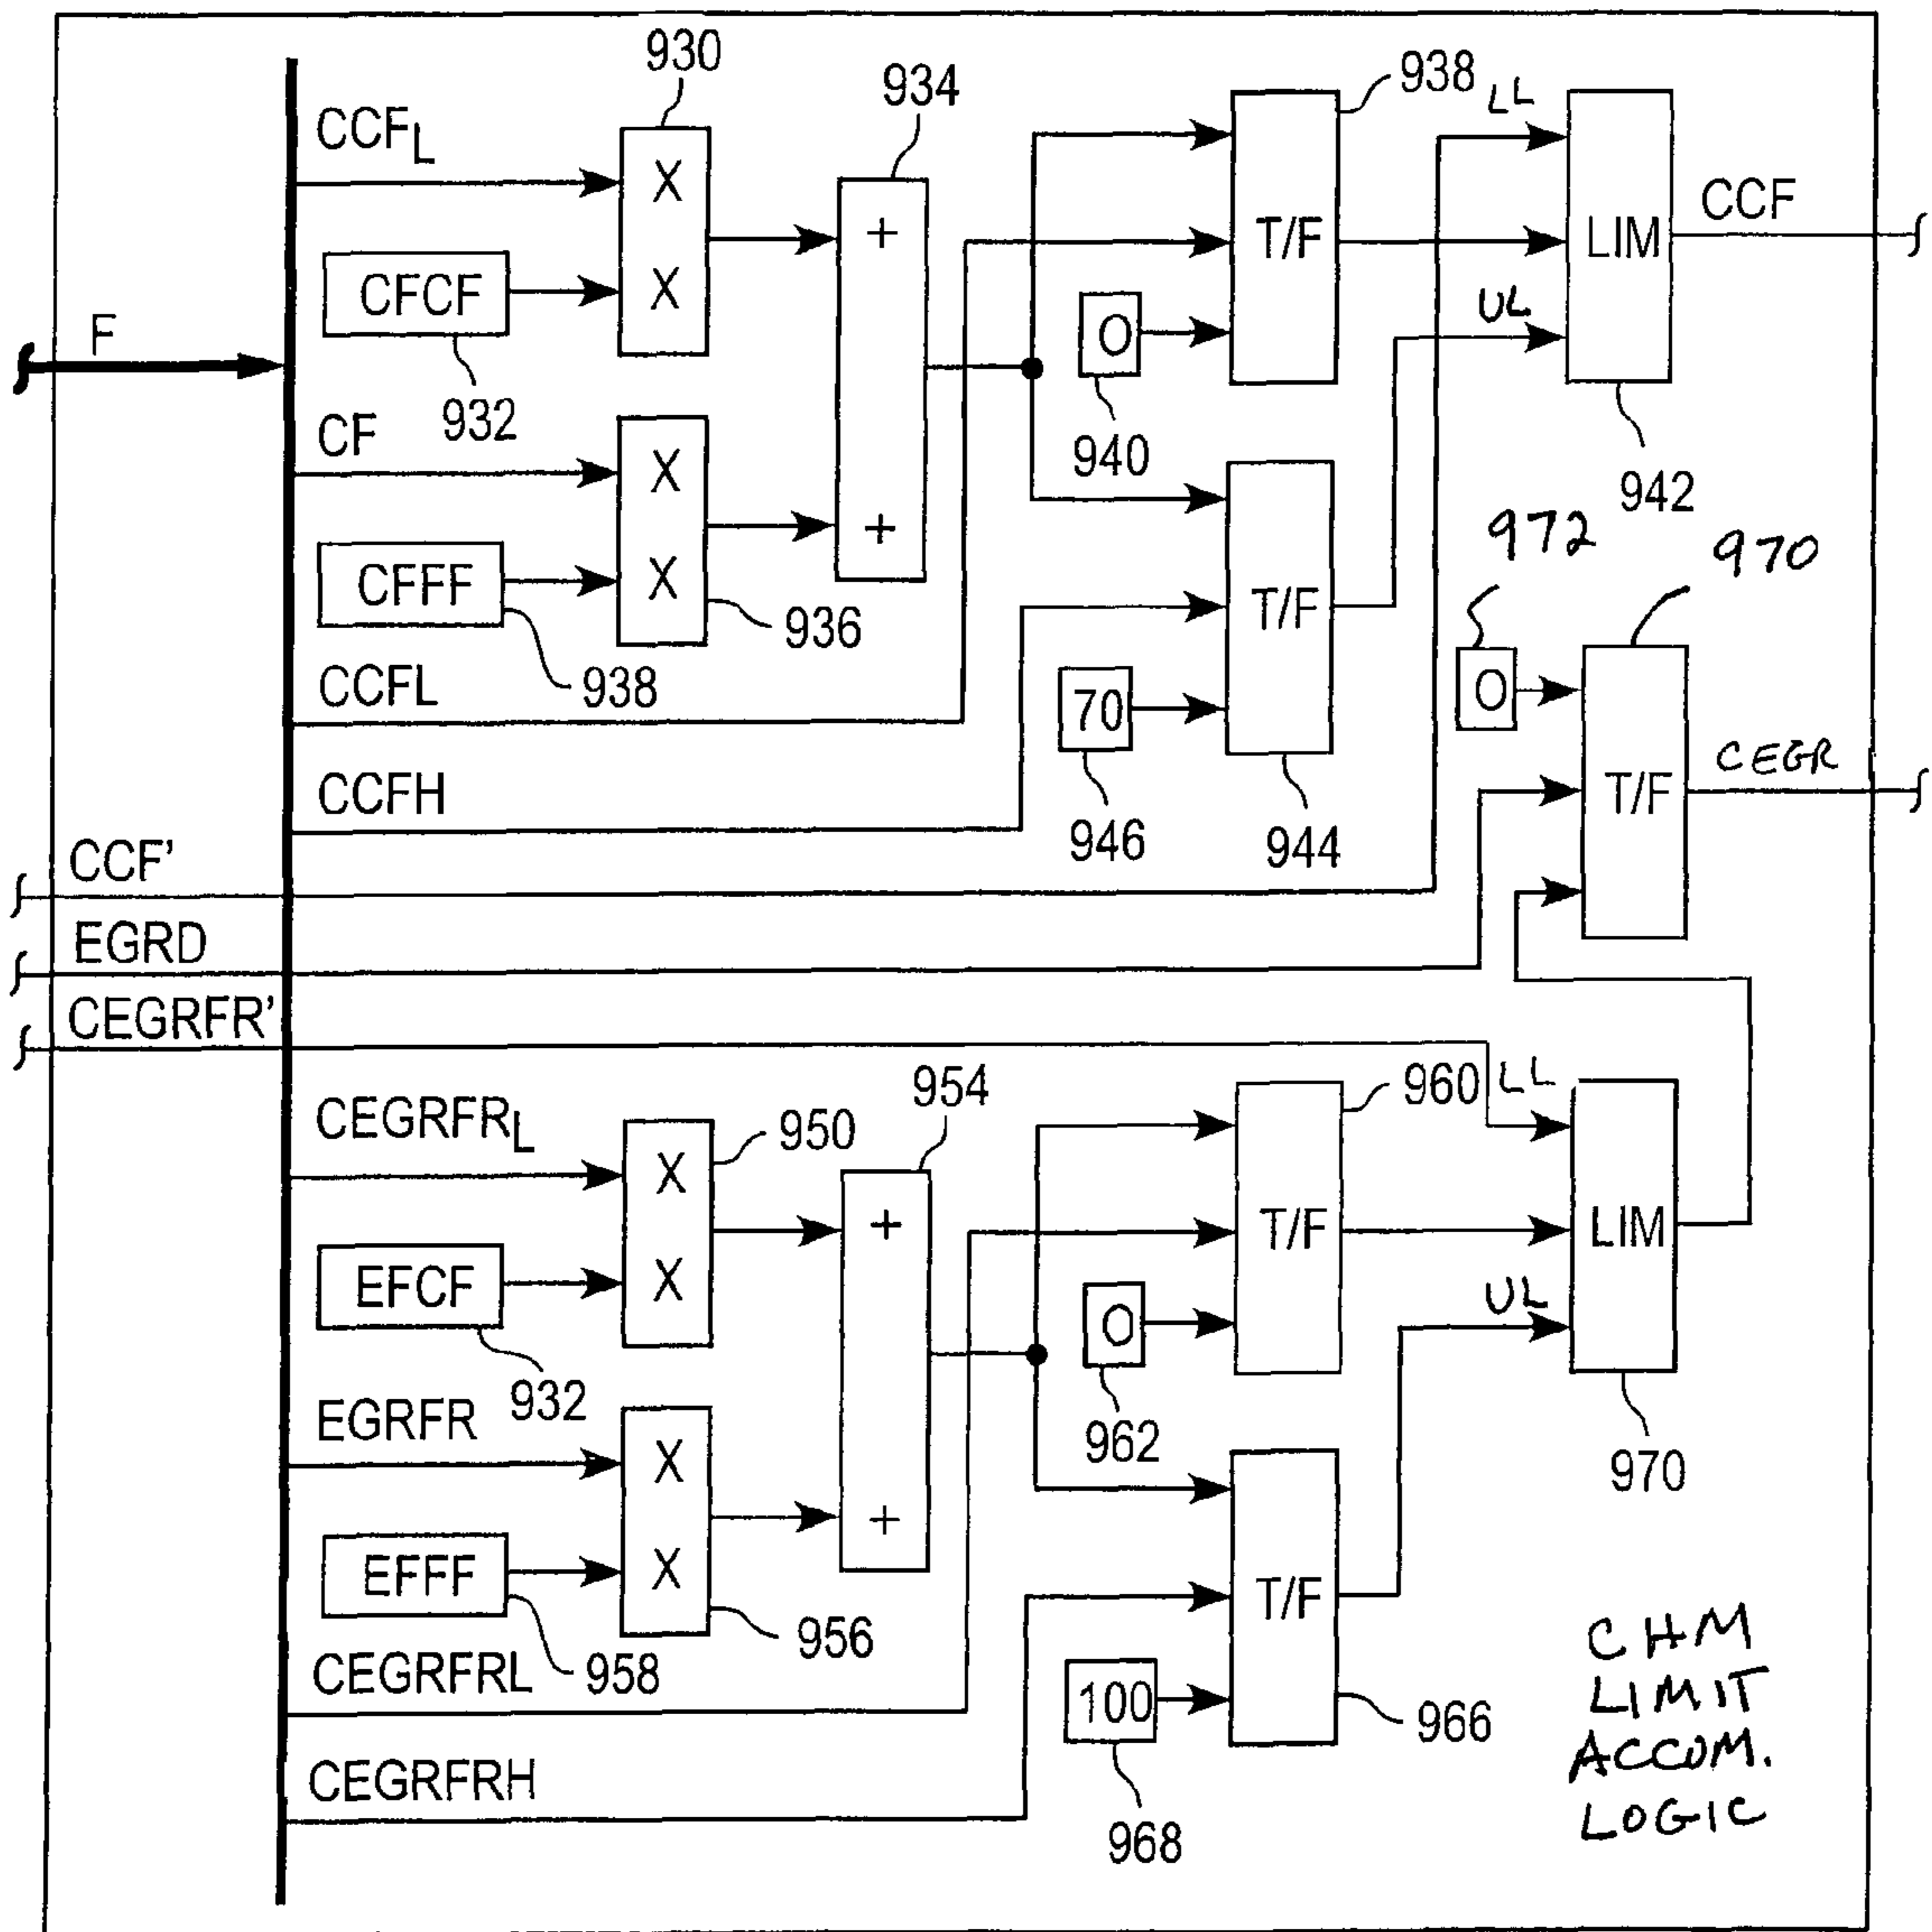 930
934
938
LL
CCF_L
X
+
T/F
LIM
CCF
CFCF
X
O
UL
F
932
940
942
CF
X
+
T/F
972
970
CFFF
X
936
938
O
CCFL
70
T/F
CEGR
CCFH
946
944
CCF'
EGRD
CEGRFR'
954
960
LL
CEGRFR_L
950
X
+
T/F
LIM
EFCF
X
O
UL
932
962
970
EGRFR
X
+
T/F
EFFF
X
956
958
CEGRFRL
100
966
CEGRFRH
968
CHM
LIMIT
ACCOM.
LOGIC